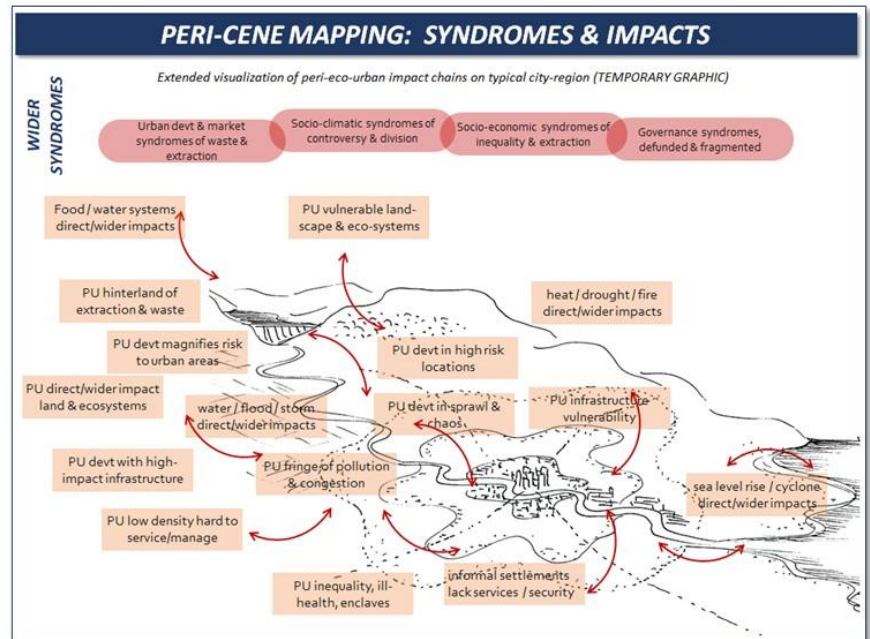 PERI-CENE MAPPING: SYNDROMES & IMPACTS
Extended visualization of peri-eco-urban impact chains on typical city-region (TEMPORARY GRAPHIC)
WIDER
SYNDROMES
Urban devt & market
syndromes of waste &
extraction
Socio-climatic syndromes of
controversy & division
Socio-economic syndromes of
inequality & extraction
Governance syndromes,
defunded & fragmented
Food / water systems
direct/wider impacts
PU vulnerable land-
scape & eco-systems
PU hinterland of
extraction & waste
heat / drought / fire
direct/wider impacts
PU devt magnifies risk
to urban areas
PU devt in high risk
locations
PU direct/wider impact
land & ecosystems
water / flood / storm
direct/wider impacts
PU devt in sprawl &
chaos
PU infrastructure
vulnerability
PU devt with high-
impact infrastructure
PU fringe of pollution
& congestion
sea level rise / cyclone
direct/wider impacts
PU low density hard to
service/manage
PU inequality, ill-
health, enclaves
informal settlements
lack services / security